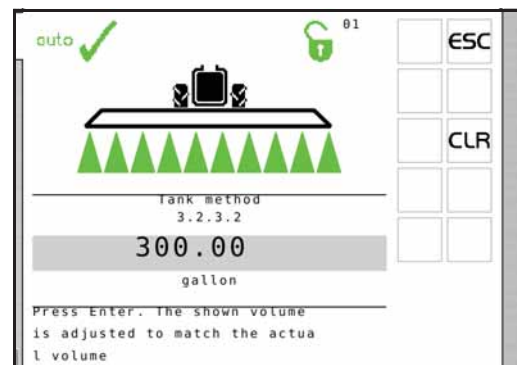 auto
01
ESC
CLR
Tank method
3.2.3.2
300.00
gallon
Press Enter. The shown volume
is adjusted to match the actua
l volume